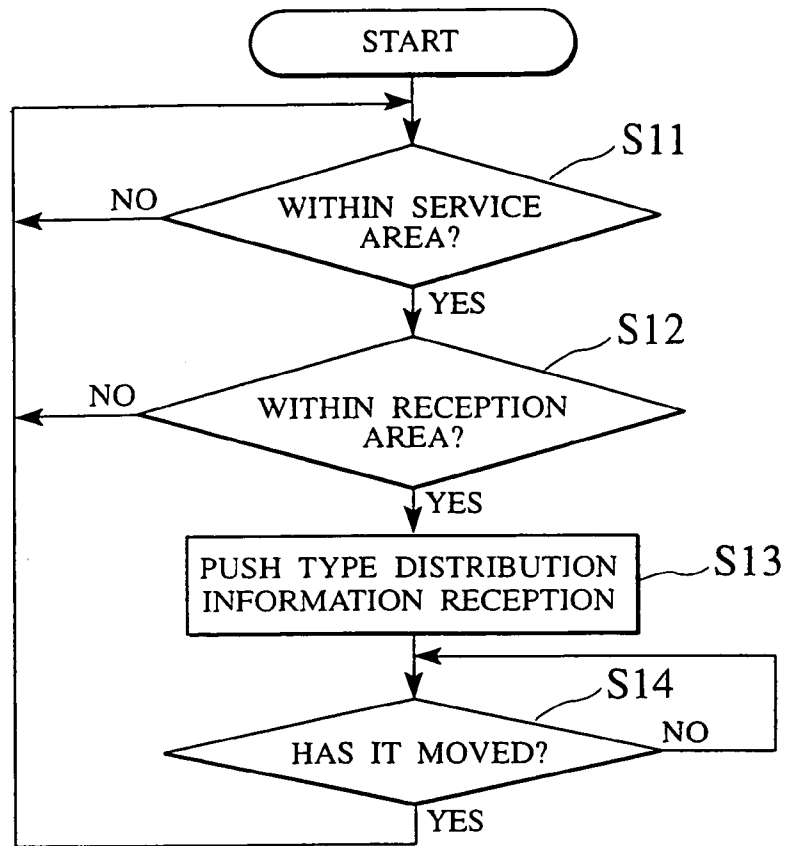 START
S11
NO
WITHIN SERVICE
AREA?
YES
S12
NO
WITHIN RECEPTION
AREA?
YES
PUSH TYPE DISTRIBUTION
INFORMATION RECEPTION
S13
S14
HAS IT MOVED?
NO
YES